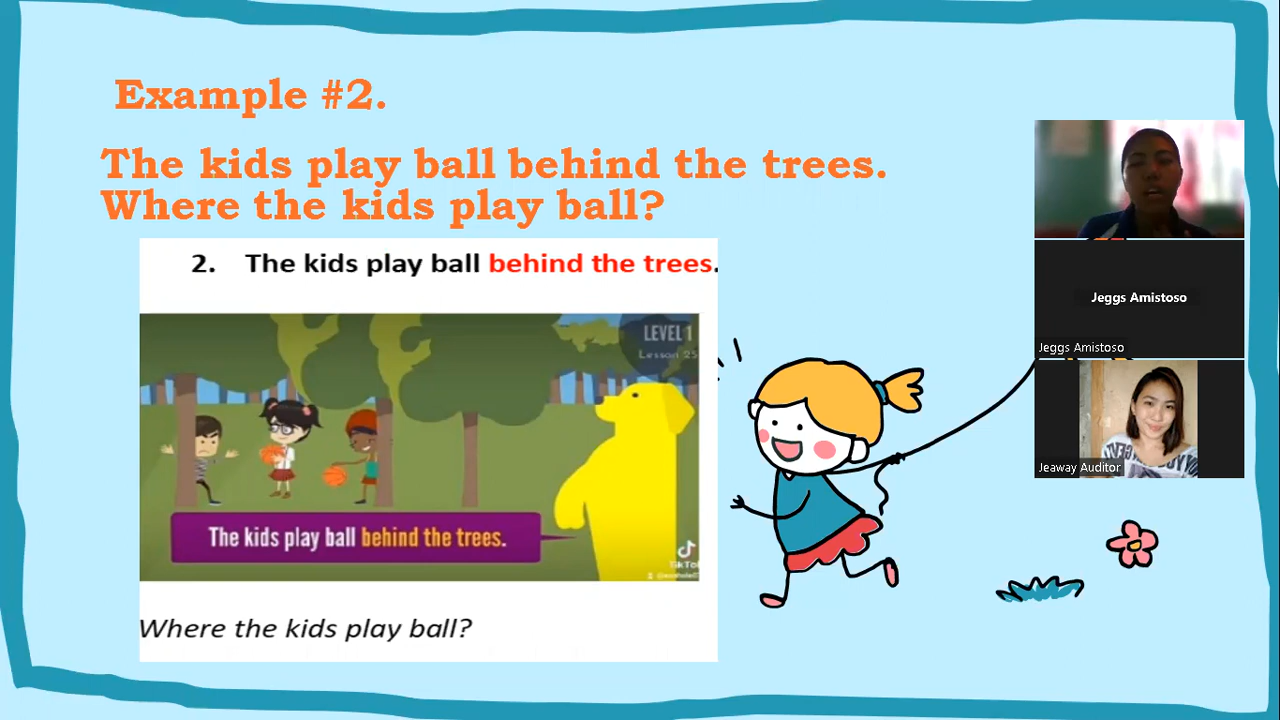 Example #2.
The kids play ball behind the trees.
Where the kids play ball?
2. The kids play ball behind the trees.
LEVEL 1
Lesson 25
The kids play ball behind the trees.
TikTo
Where the kids play ball?
Jeggs Amistoso
Jeggs Amistoso
Jeaway Auditor